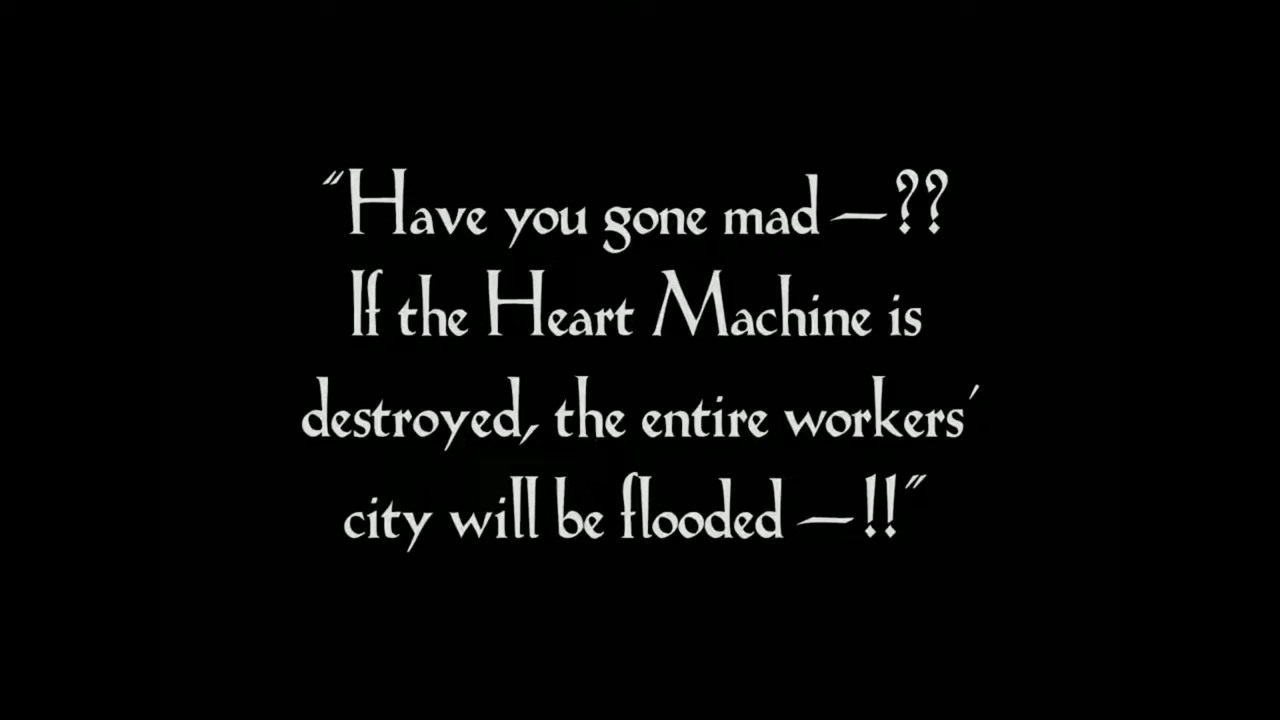 "Have you gone mad —??
If the Heart Machine is
destroyed, the entire workers'
city will be flooded —!!"